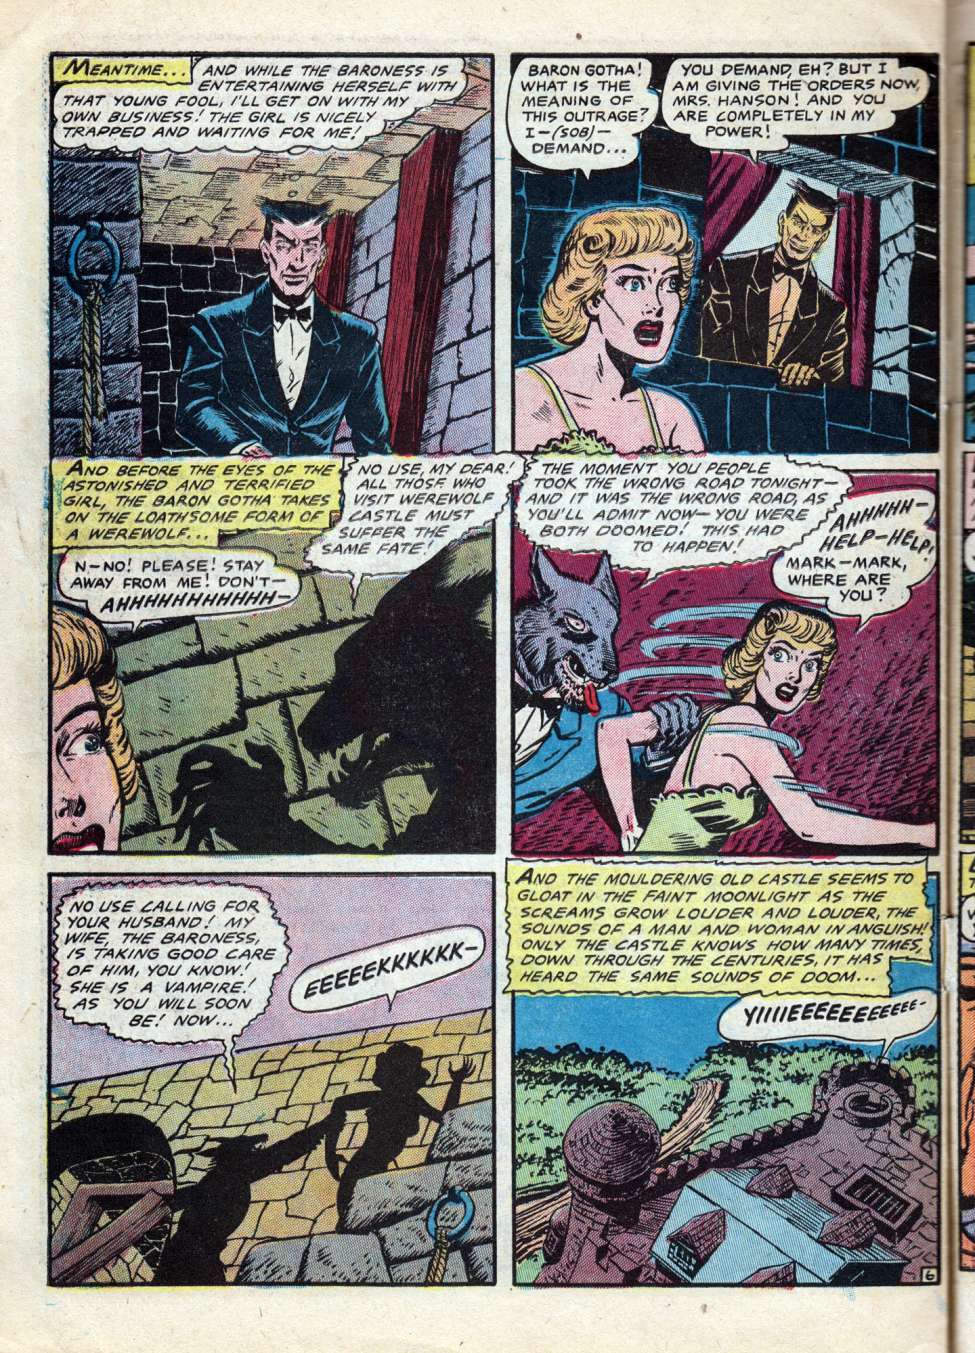 MEANTIME...
AND WHILE THE BARONESS IS
ENTERTAINING HERSELF WITH
THAT YOUNG FOOL, I'LL GET ON WITH MY
OWN BUSINESS! THE GIRL IS NICELY
TRAPPED AND WAITING FOR ME!
BARON GOTHA!
WHAT IS THE
MEANING OF
THIS OUTRAGE?
I-(SOB)-
DEMAND...
YOU DEMAND, EH? BUT I
AM GIVING THE ORDERS NOW,
MRS. HANSON! AND YOU
ARE COMPLETELY IN MY
POWER!
AND BEFORE THE EYES OF THE
ASTONISHED AND TERRIFIED
GIRL, THE BARON GOTHA TAKES
ON THE LOATHSOME FORM OF
A WEREWOLF...
NO USE, MY DEAR!
ALL THOSE WHO
VISIT WEREWOLF
CASTLE MUST
SUFFER THE
SAME FATE!
N-NO! PLEASE! STAY
AWAY FROM ME! DON'T-
AHHHHHHHHHHH-
THE MOMENT YOU PEOPLE
TOOK THE WRONG ROAD TONIGHT-
AND IT WAS THE WRONG ROAD, AS
YOU'LL ADMIT NOW-YOU WERE
BOTH DOOMED! THIS HAD
TO HAPPEN!
AHHHHH-
HELP-HELP,
MARK-MARK,
WHERE ARE
YOU?
NO USE CALLING FOR
YOUR HUSBAND! MY
WIFE, THE BARONESS,
IS TAKING GOOD CARE
OF HIM, YOU KNOW!
SHE IS A VAMPIRE!
AS YOU WILL SOON
BE! NOW...
EEEEEKKKKKK-
AND THE MOULDERING OLD CASTLE SEEMS TO
GLOAT IN THE FAINT MOONLIGHT AS THE
SCREAMS GROW LOUDER AND LOUDER, THE
SOUNDS OF A MAN AND WOMAN IN ANGUISH!
ONLY THE CASTLE KNOWS HOW MANY TIMES,
DOWN THROUGH THE CENTURIES, IT HAS
HEARD THE SAME SOUNDS OF DOOM...
YIIIIEEEEEEEEEEEE-
6